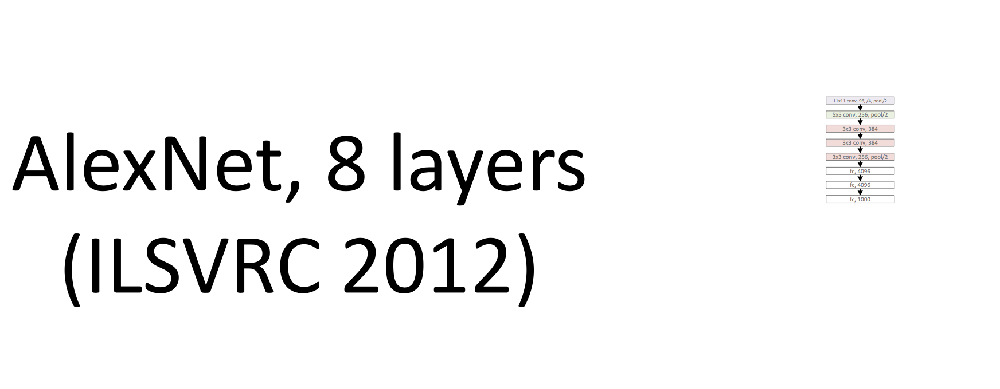 AlexNet, 8 layers
(ILSVRC 2012)
11x11 conv, 96, /4, pool/2
5x5 conv, 256, pool/2
3x3 conv, 384
3x3 conv, 384
3x3 conv, 256, pool/2
fc, 4096
fc, 4096
fc, 1000